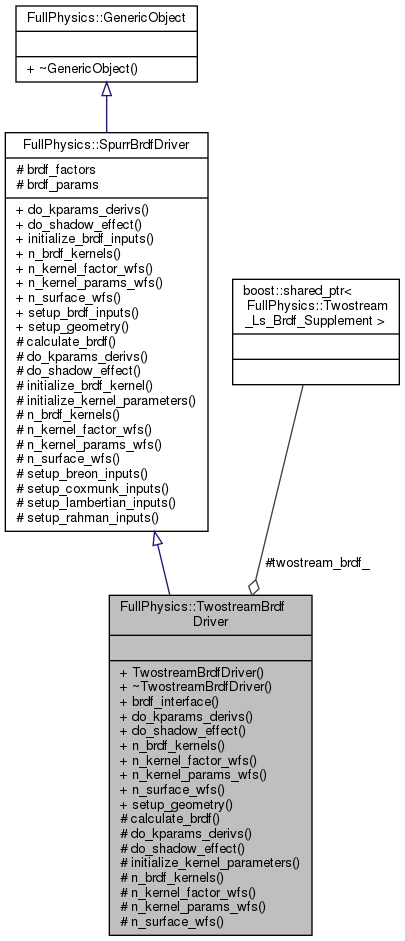 FullPhysics::GenericObject
+ ~GenericObject()
FullPhysics::SpurrBrdfDriver
# brdf_factors
# brdf_params
+ do_kparams_derivs()
+ do_shadow_effect()
+ initialize_brdf_inputs()
+ n_brdf_kernels()
+ n_kernel_factor_wfs()
+ n_kernel_params_wfs()
+ n_surface_wfs()
+ setup_brdf_inputs()
+ setup_geometry()
# calculate_brdf()
# do_kparams_derivs()
# do_shadow_effect()
# initialize_brdf_kernel()
# initialize_kernel_parameters()
# n_brdf_kernels()
# n_kernel_factor_wfs()
# n_kernel_params_wfs()
# n_surface_wfs()
# setup_breon_inputs()
# setup_coxmunk_inputs()
# setup_lambertian_inputs()
# setup_rahman_inputs()
boost::shared_ptr<
FullPhysics::Twostream
_Ls_Brdf_Supplement >
#twostream_brdf_
FullPhysics::TwostreamBrdf
Driver
+ TwostreamBrdfDriver()
+ ~TwostreamBrdfDriver()
+ brdf_interface()
+ do_kparams_derivs()
+ do_shadow_effect()
+ n_brdf_kernels()
+ n_kernel_factor_wfs()
+ n_kernel_params_wfs()
+ n_surface_wfs()
+ setup_geometry()
# calculate_brdf()
# do_kparams_derivs()
# do_shadow_effect()
# initialize_kernel_parameters()
# n_brdf_kernels()
# n_kernel_factor_wfs()
# n_kernel_params_wfs()
# n_surface_wfs()